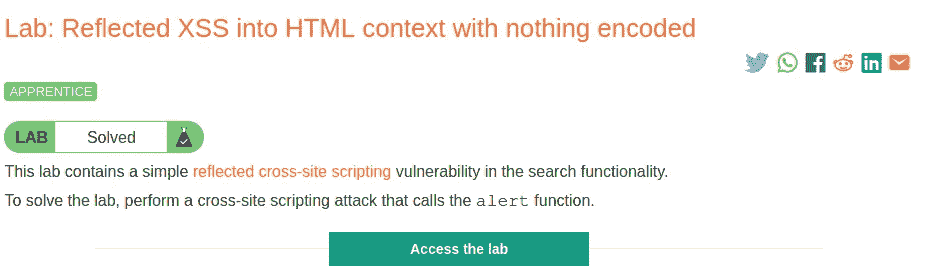 Lab: Reflected XSS into HTML context with nothing encoded
APPRENTICE
LAB Solved
This lab contains a simple reflected cross-site scripting vulnerability in the search functionality.
To solve the lab, perform a cross-site scripting attack that calls the alert function.
Access the lab